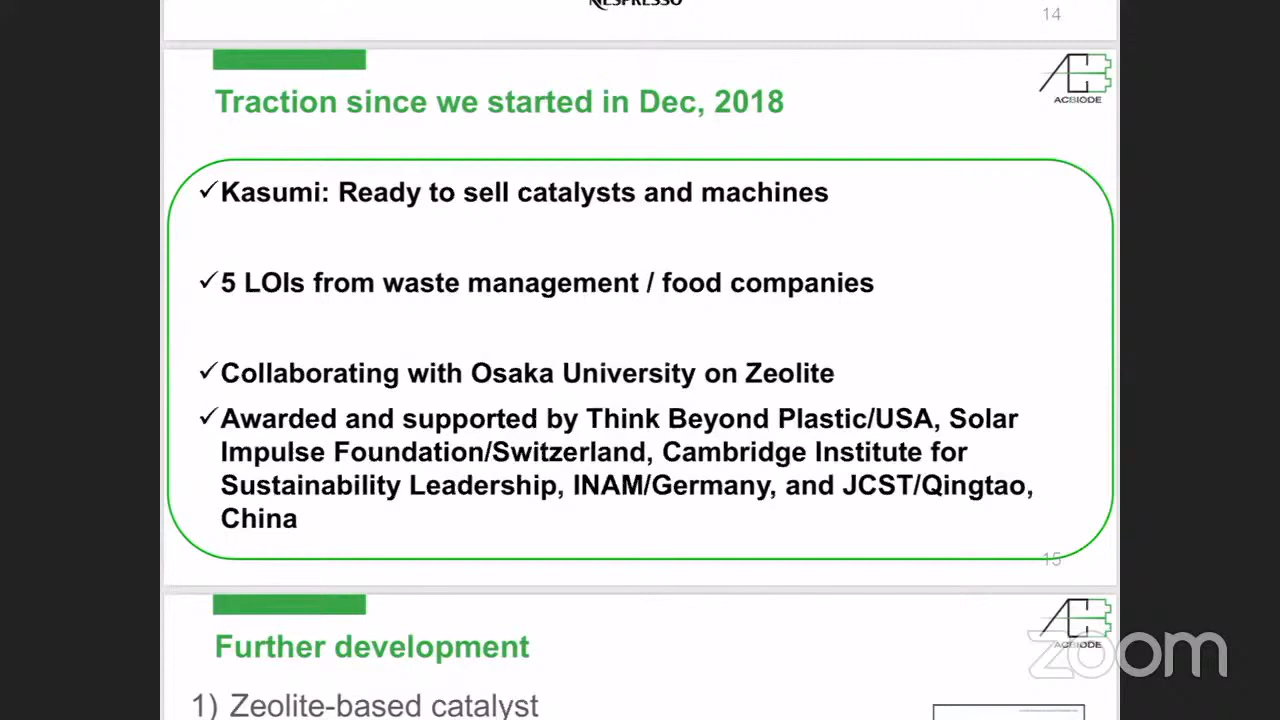 NESPRESSO
14
ACBIODE
Traction since we started in Dec, 2018
✓Kasumi: Ready to sell catalysts and machines
✓5 LOIs from waste management / food companies
✓Collaborating with Osaka University on Zeolite
✓Awarded and supported by Think Beyond Plastic/USA, Solar
Impulse Foundation/Switzerland, Cambridge Institute for
Sustainability Leadership, INAM/Germany, and JCST/Qingtao,
China
15
ACBIODE
Further development
zoom
1) Zeolite-based catalyst